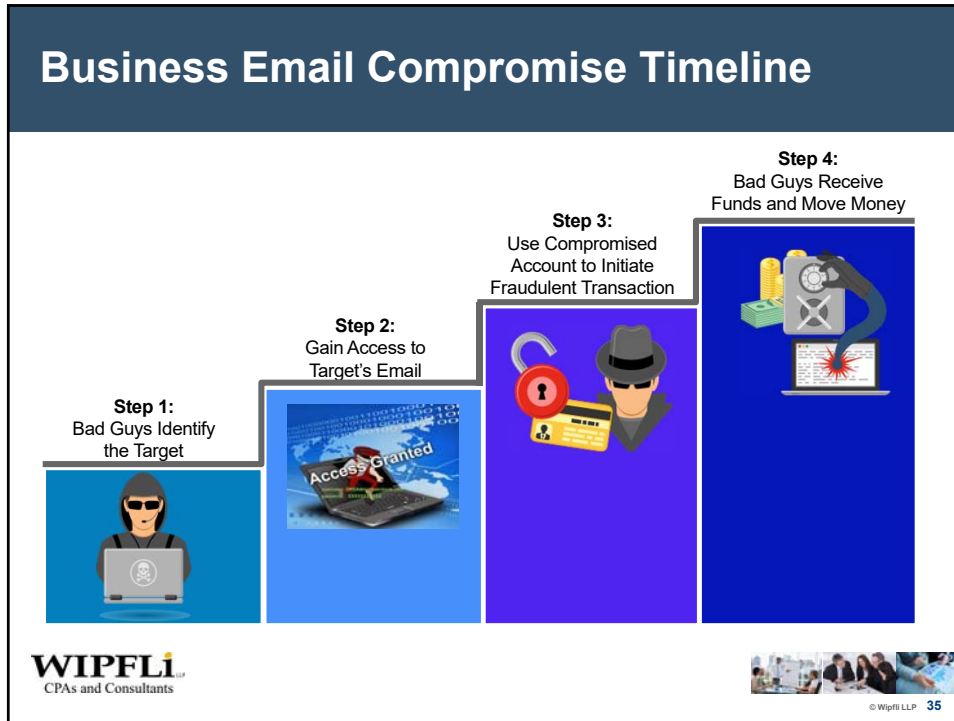 Business Email Compromise Timeline
Step 1:
Bad Guys Identify
the Target
Step 2:
Gain Access to
Target's Email
Step 3:
Use Compromised
Account to Initiate
Fraudulent Transaction
Step 4:
Bad Guys Receive
Funds and Move Money
Access Granted
WIPFLi LLP
CPAs and Consultants
© Wipfli LLP 35